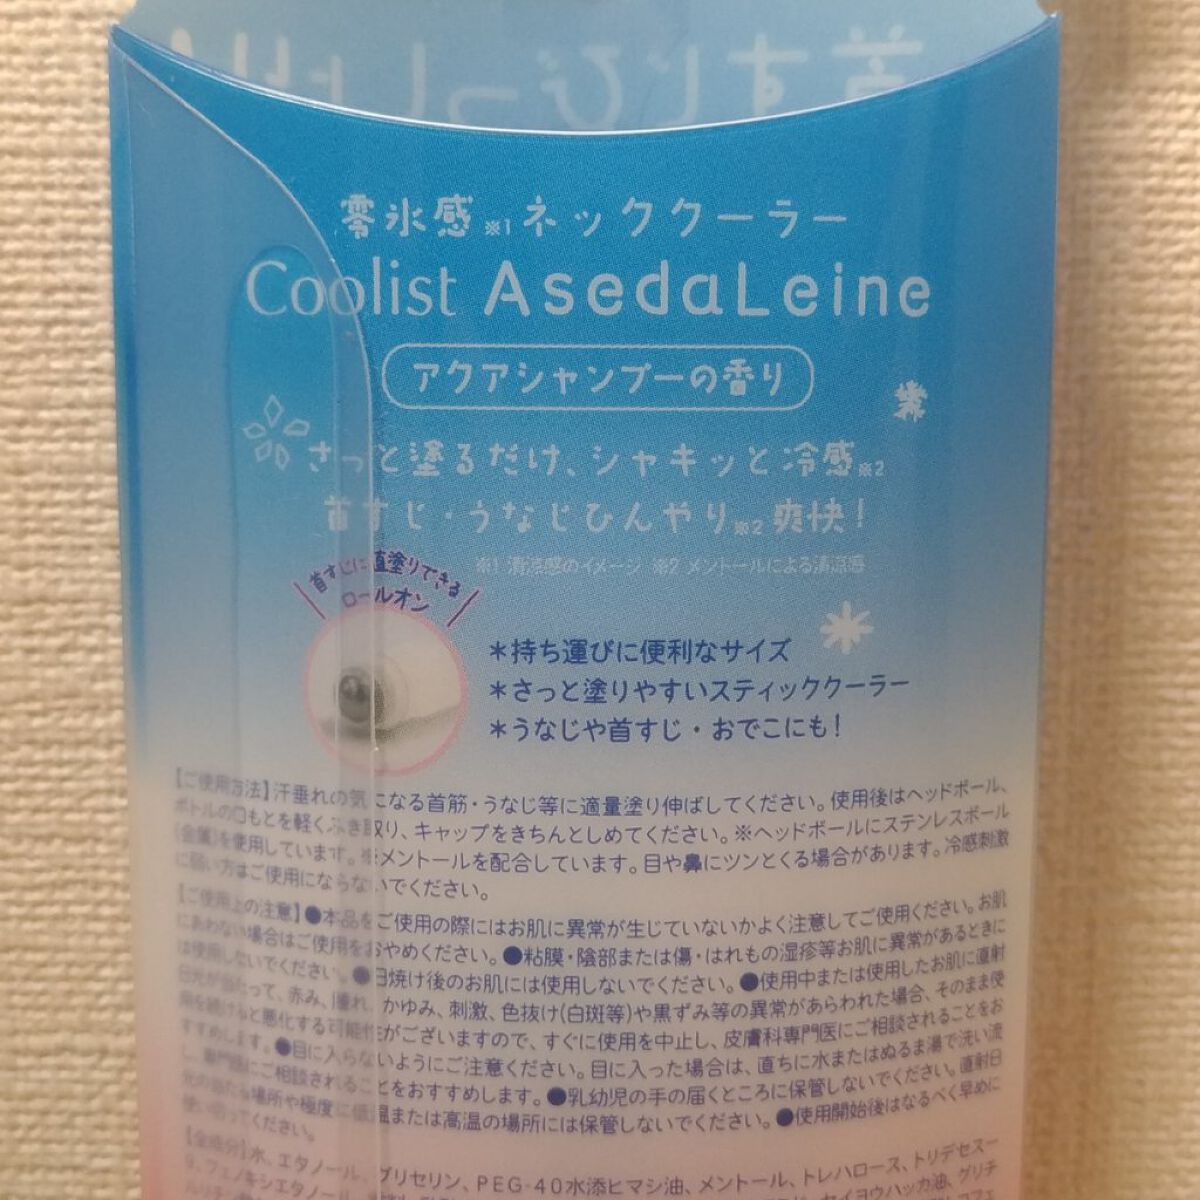 零氷感※1ネッククーラー
Coolist AsedaLeine
アクアシャンプーの香り
さっと塗るだけ、シャキッと冷感※2
首すじ・うなじひんやり※2爽快!
※1 清涼感のイメージ ※2 メントールによる清涼感
首すじに直塗りできる
ロールオン
*持ち運びに便利なサイズ
*さっと塗りやすいスティッククーラー
*うなじや首すじ・おでこにも!
【ご使用方法】汗垂れの気になる首筋・うなじ等に適量塗り伸ばしてください。使用後はヘッドボール、
ボトルの口もとを軽くふき取り、キャップをきちんとしめてください。※ヘッドボールにステンレスボール
(金属)を使用しています。※メントールを配合しています。目や鼻にツンとくる場合があります。冷感刺激
に弱い方はご使用にならないでください。
【ご使用上の注意】●本品をご使用の際にはお肌に異常が生じていないかよく注意してご使用ください。お肌
にあわない場合はご使用をおやめください。●粘膜・陰部または傷・はれもの湿疹等お肌に異常があるときに
は使用しないでください。●日焼け後のお肌には使用しないでください。●使用中または使用したお肌に直射
日光が当たって、赤み、腫れ、かゆみ、刺激、色抜け(白斑等)や黒ずみ等の異常があらわれた場合、そのまま使
用を続けると悪化する可能性がございますので、すぐに使用を中止し、皮膚科専門医にご相談されることをお
すすめします。●目に入らないようにご注意ください。目に入った場合は、直ちに水またはぬるま湯で洗い流
し、専門医にご相談されることをおすすめします。●乳幼児の手の届くところに保管しないでください。直射日
光の当たる場所や極度に低温または高温の場所には保管しないでください。●使用開始後はなるべく早めに
使い切ってください。
【全成分】水、エタノール、グリセリン、PEG-40水添ヒマシ油、メントール、トレハロース、トリデセス-
9、フェノキシエタノール、 セイヨウハッカ油、グリチ